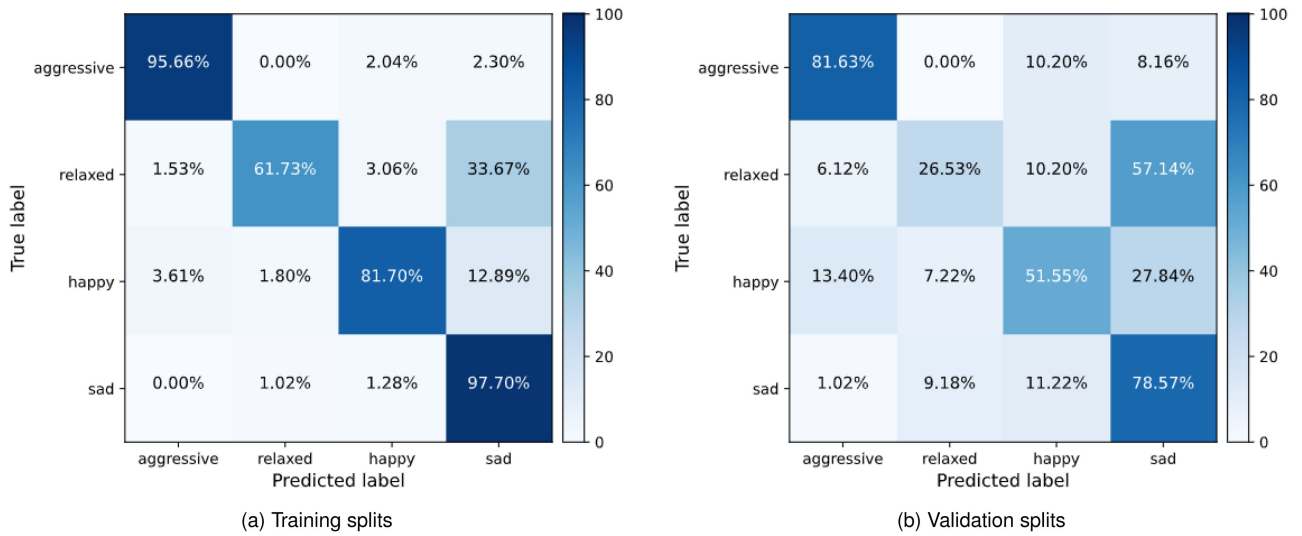 aggressive 95.66% 0.00% 2.04% 2.30%
relaxed 1.53% 61.73% 3.06% 33.67%
happy 3.61% 1.80% 81.70% 12.89%
sad 0.00% 1.02% 1.28% 97.70%
aggressive relaxed happy sad
Predicted label
True label
100
80
60
40
20
0
(a) Training splits
aggressive 81.63% 0.00% 10.20% 8.16%
relaxed 6.12% 26.53% 10.20% 57.14%
happy 13.40% 7.22% 51.55% 27.84%
sad 1.02% 9.18% 11.22% 78.57%
aggressive relaxed happy sad
Predicted label
True label
100
80
60
40
20
0
(b) Validation splits